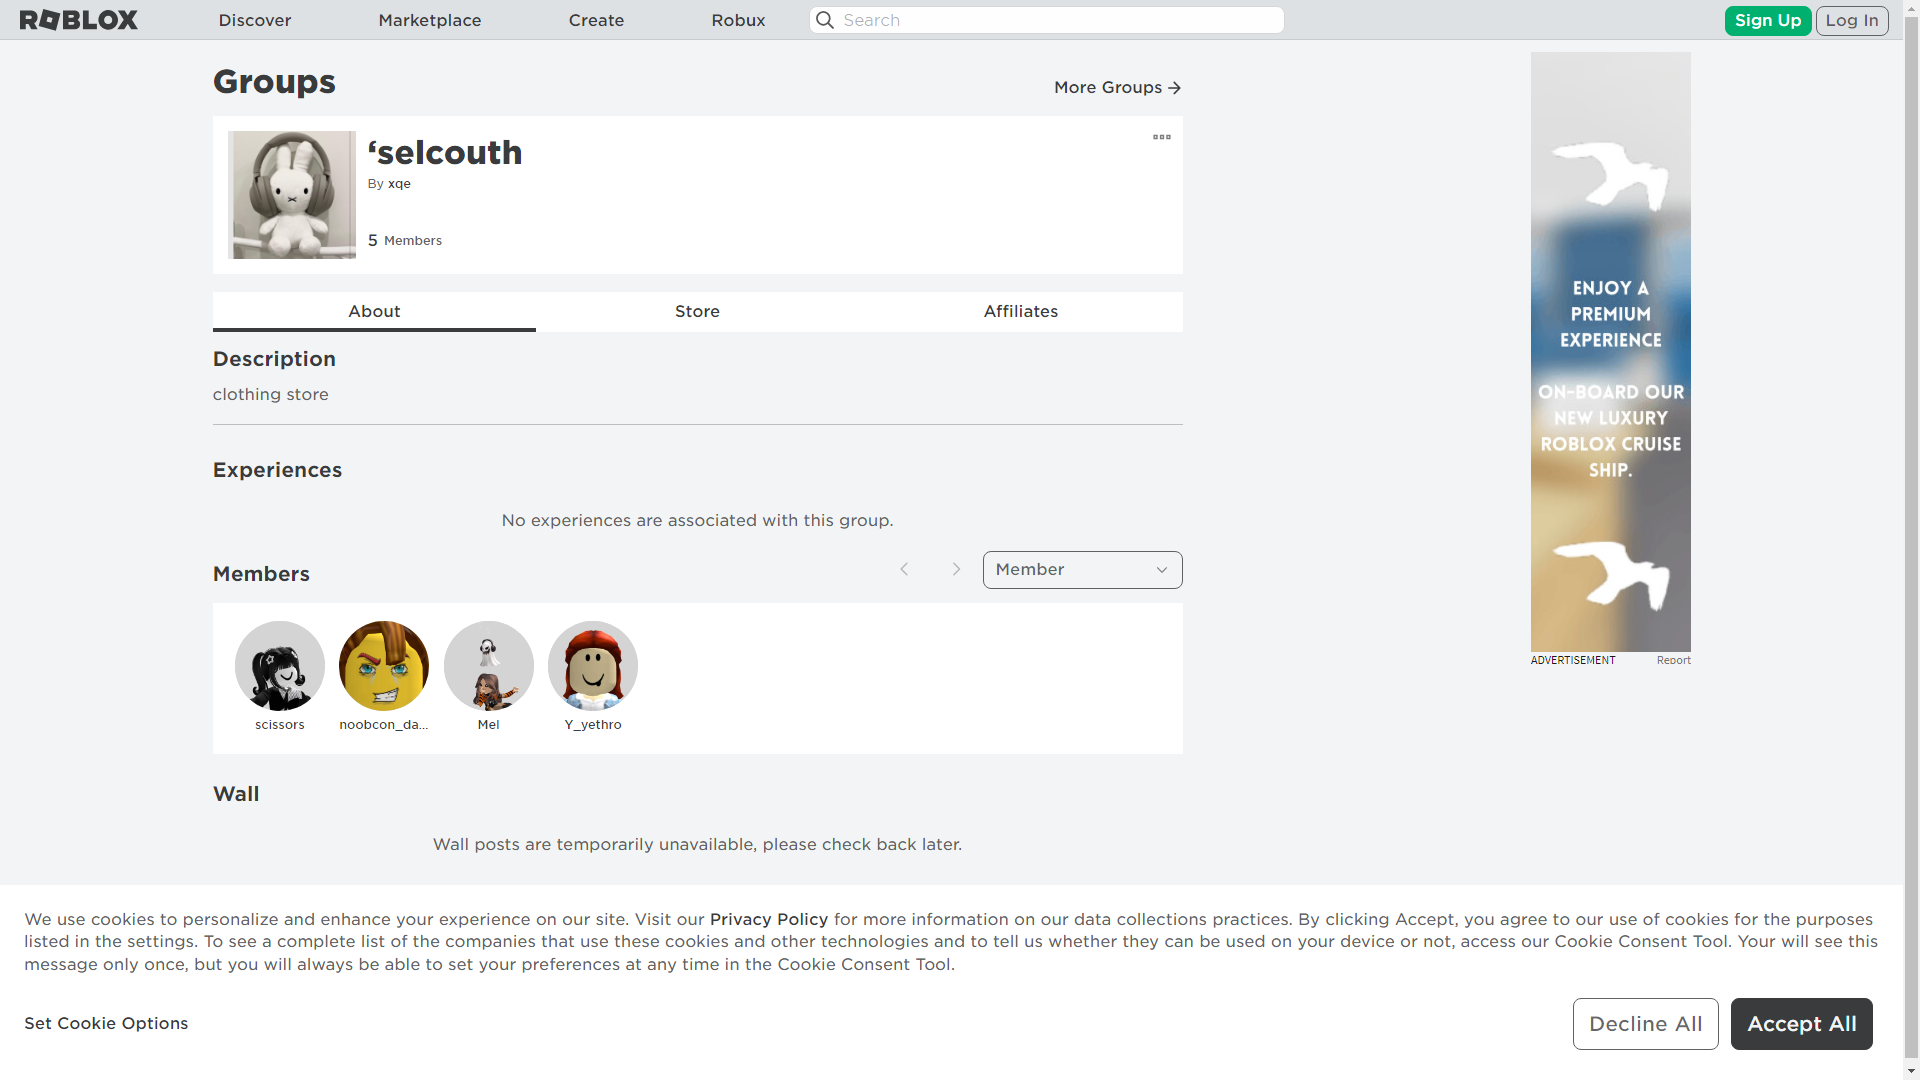 ROBLOX
Discover
Marketplace
Create
Robux
Search
Sign Up
Log In
Groups
More Groups
‘selcouth
By xqe
5 Members
About
Store
Affiliates
Description
clothing store
Experiences
No experiences are associated with this group.
Members
Member
scissors
noobcon_da...
Mel
Y_yethro
Wall
Wall posts are temporarily unavailable, please check back later.
ENJOY A
PREMIUM
EXPERIENCE
ON-BOARD OUR
NEW LUXURY
ROBLOX CRUISE
SHIP.
ADVERTISEMENT
Report
We use cookies to personalize and enhance your experience on our site. Visit our Privacy Policy for more information on our data collections practices. By clicking Accept, you agree to our use of cookies for the purposes
listed in the settings. To see a complete list of the companies that use these cookies and other technologies and to tell us whether they can be used on your device or not, access our Cookie Consent Tool. Your will see this
message only once, but you will always be able to set your preferences at any time in the Cookie Consent Tool.
Set Cookie Options
Decline All
Accept All